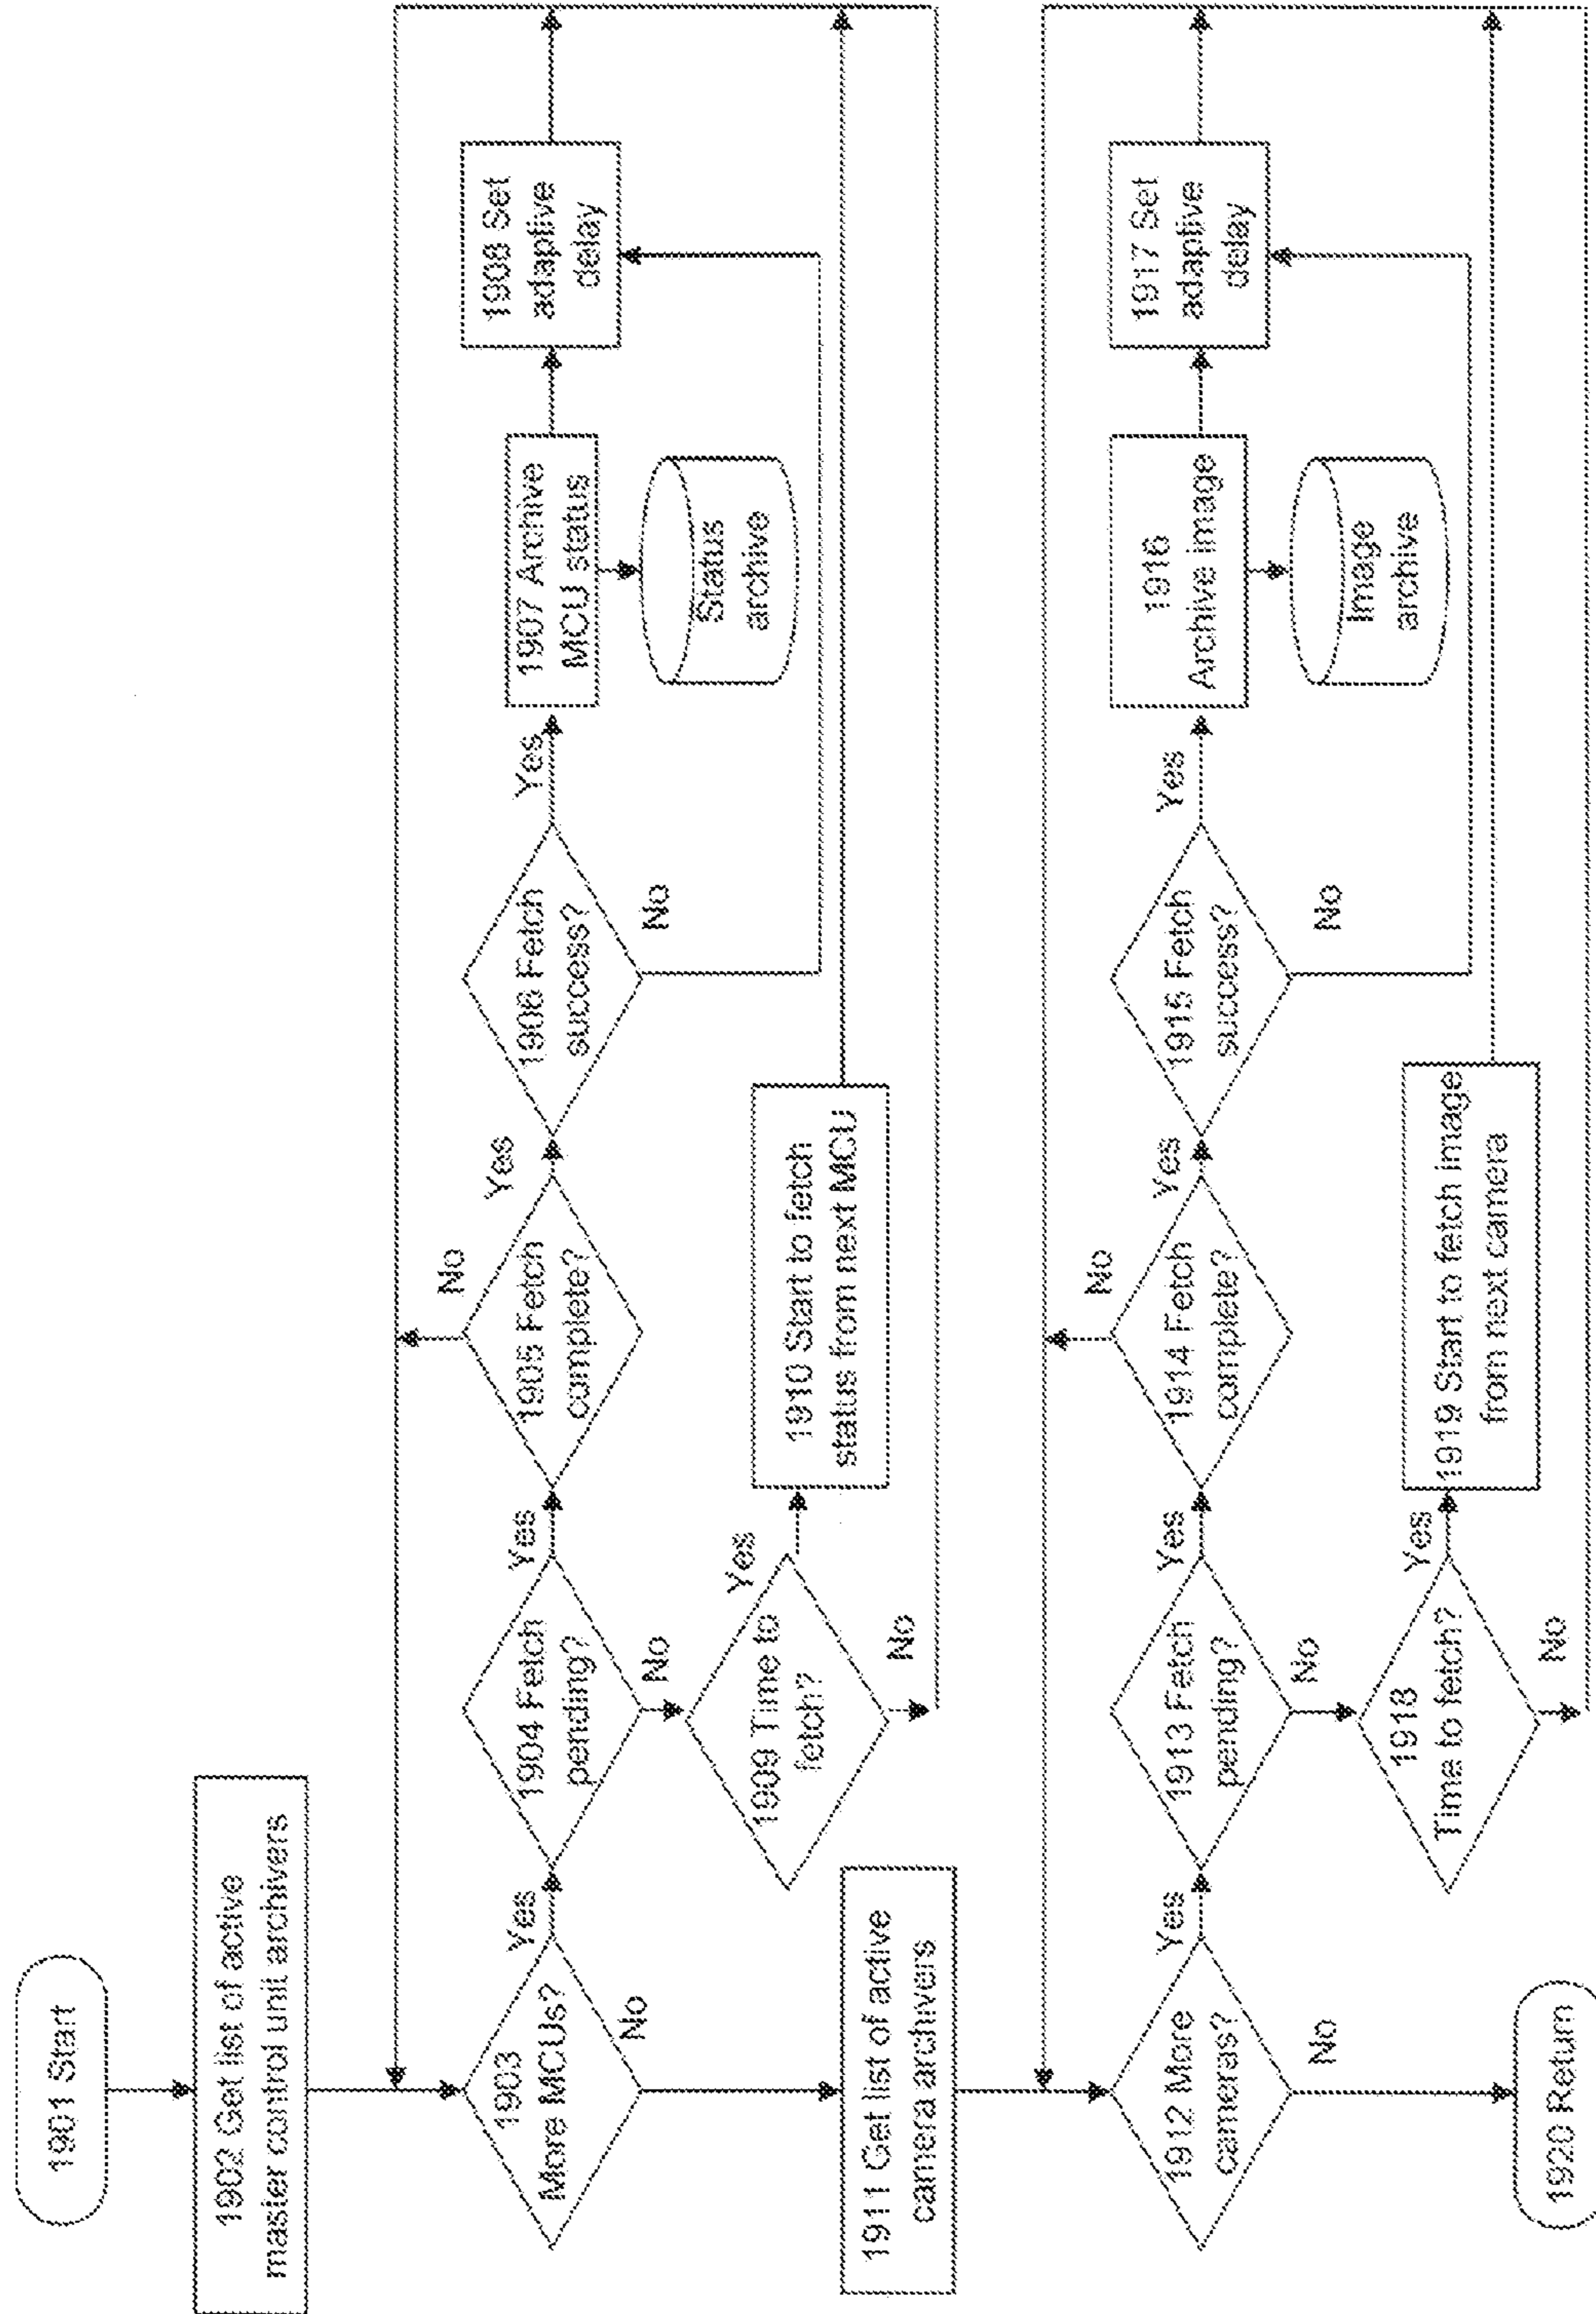 1901 Start
1902 Get list of active
master control unit archivers
1903
More MCUs?
Yes
No
1904 Fetch
pending?
Yes
No
1905 Fetch
complete?
Yes
No
1906 Fetch
success?
Yes
No
1907 Archive
MCU status
Status
archive
1908 Set
adaptive
delay
1909 Time to
fetch?
Yes
No
1910 Start to fetch
status from next MCU
1911 Get list of active
camera archivers
1912 More
cameras?
Yes
No
1913 Fetch
pending?
Yes
No
1914 Fetch
complete?
Yes
No
1915 Fetch
success?
Yes
No
1916
Archive image
Image
archive
1917 Set
adaptive
delay
1918
Time to fetch?
Yes
No
1919 Start to fetch image
from next camera
1920 Return